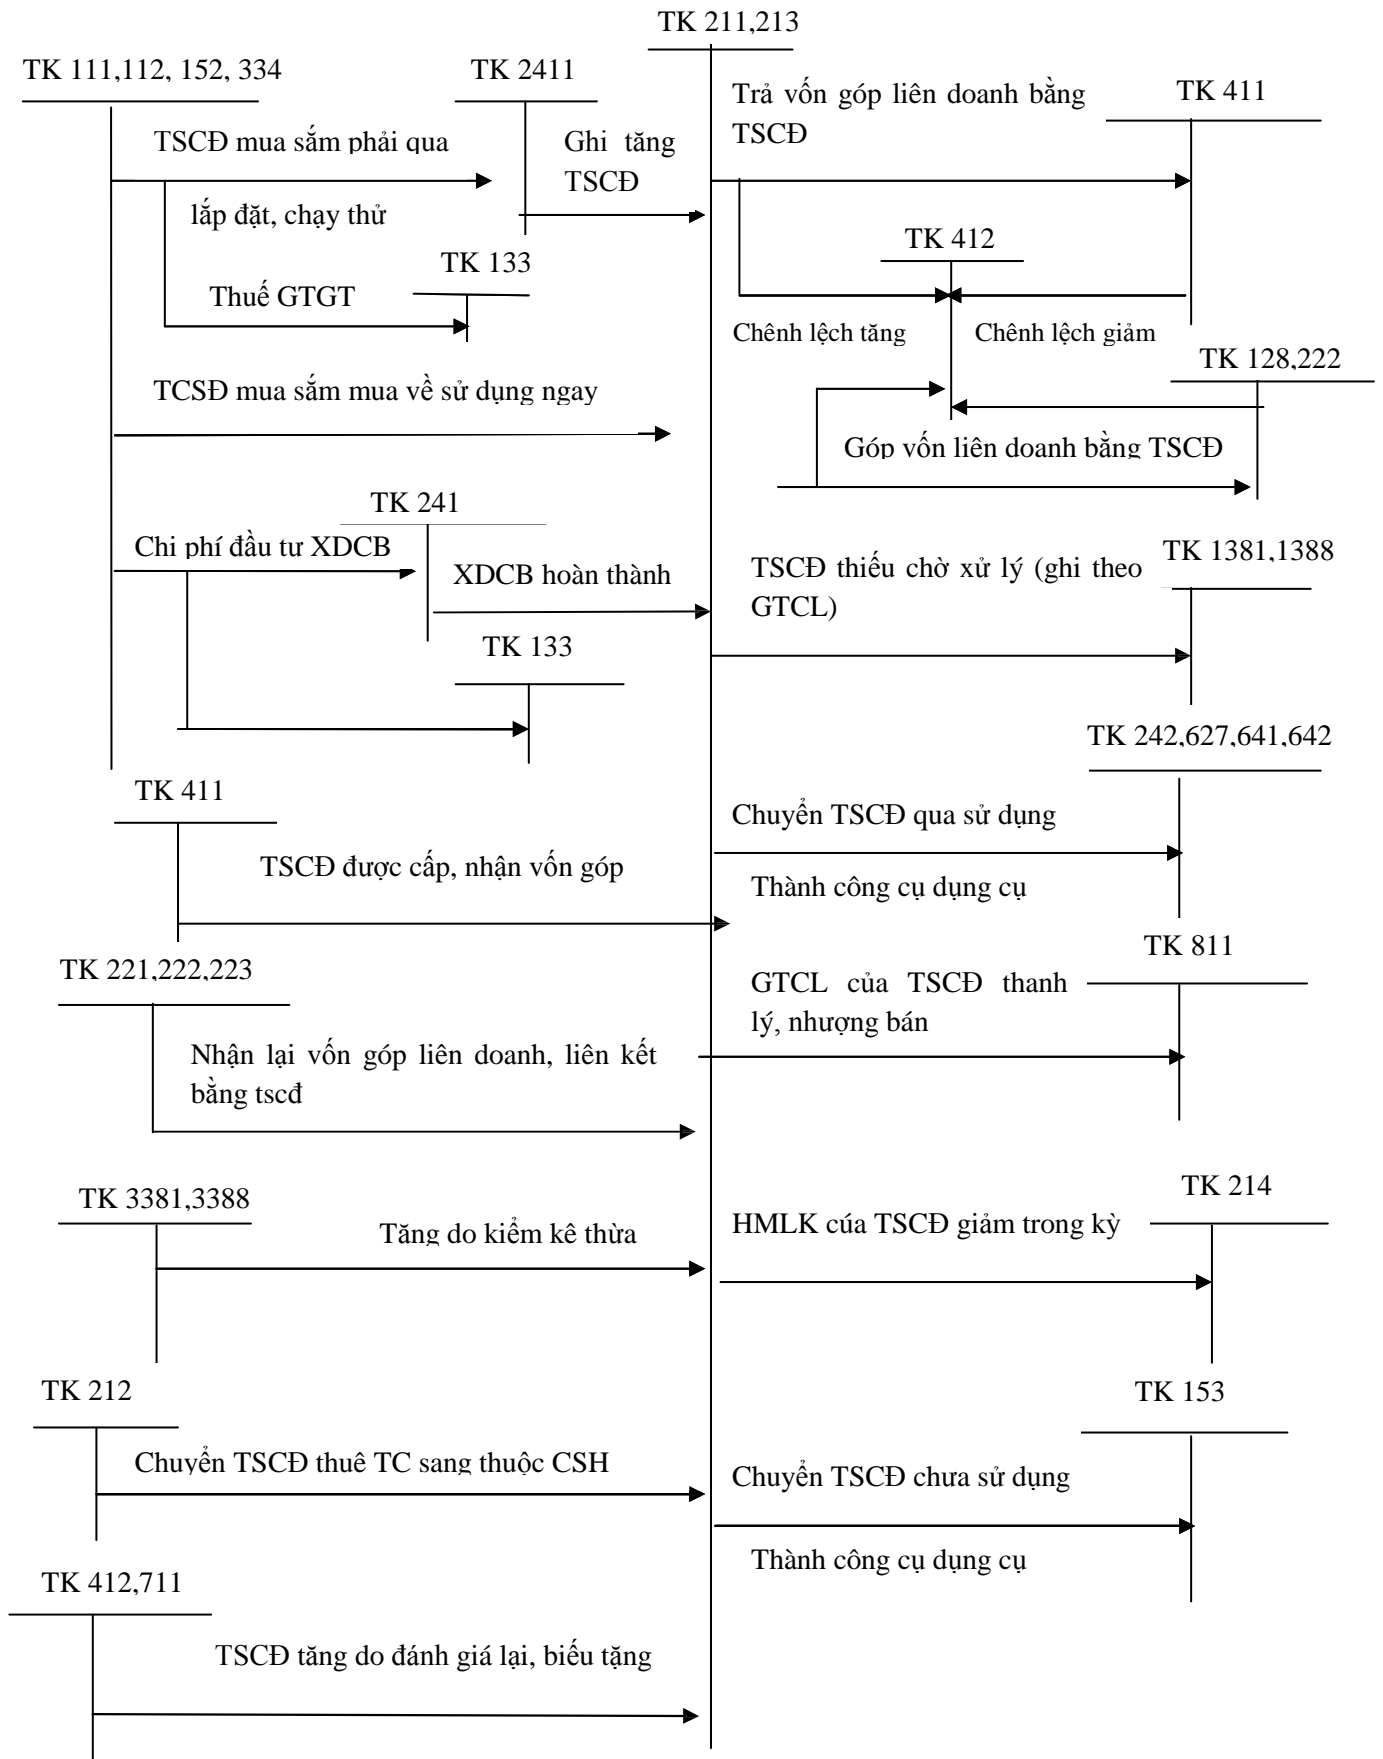 TK 211,213
TK 111,112, 152, 334
TK 2411
Trả vốn góp liên doanh bằng
TSCĐ
TK 411
TSCĐ mua sắm phải qua
Ghi tăng
TSCĐ
lắp đặt, chạy thử
TK 133
Thuế GTGT
TK 412
Chênh lệch tăng
Chênh lệch giảm
TK 128,222
TCSĐ mua sắm mua về sử dụng ngay
Góp vốn liên doanh bằng TSCĐ
TK 241
Chi phí đầu tư XDCB
XDCB hoàn thành
TSCĐ thiếu chờ xử lý (ghi theo
GTCL)
TK 1381,1388
TK 133
TK 242,627,641,642
TK 411
Chuyển TSCĐ qua sử dụng
TSCĐ được cấp, nhận vốn góp
Thành công cụ dụng cụ
TK 811
TK 221,222,223
GTCL của TSCĐ thanh
lý, nhượng bán
Nhận lại vốn góp liên doanh, liên kết
bằng tscđ
TK 3381,3388
TK 214
Tăng do kiểm kê thừa
HMLK cúa TSCĐ giảm trong kỳ
TK 212
TK 153
Chuyển TSCĐ thuê TC sang thuộc CSH
Chuyển TSCĐ chưa sử dụng
Thành công cụ dụng cụ
TK 412,711
TSCĐ tăng do đánh giá lại, biếu tặng